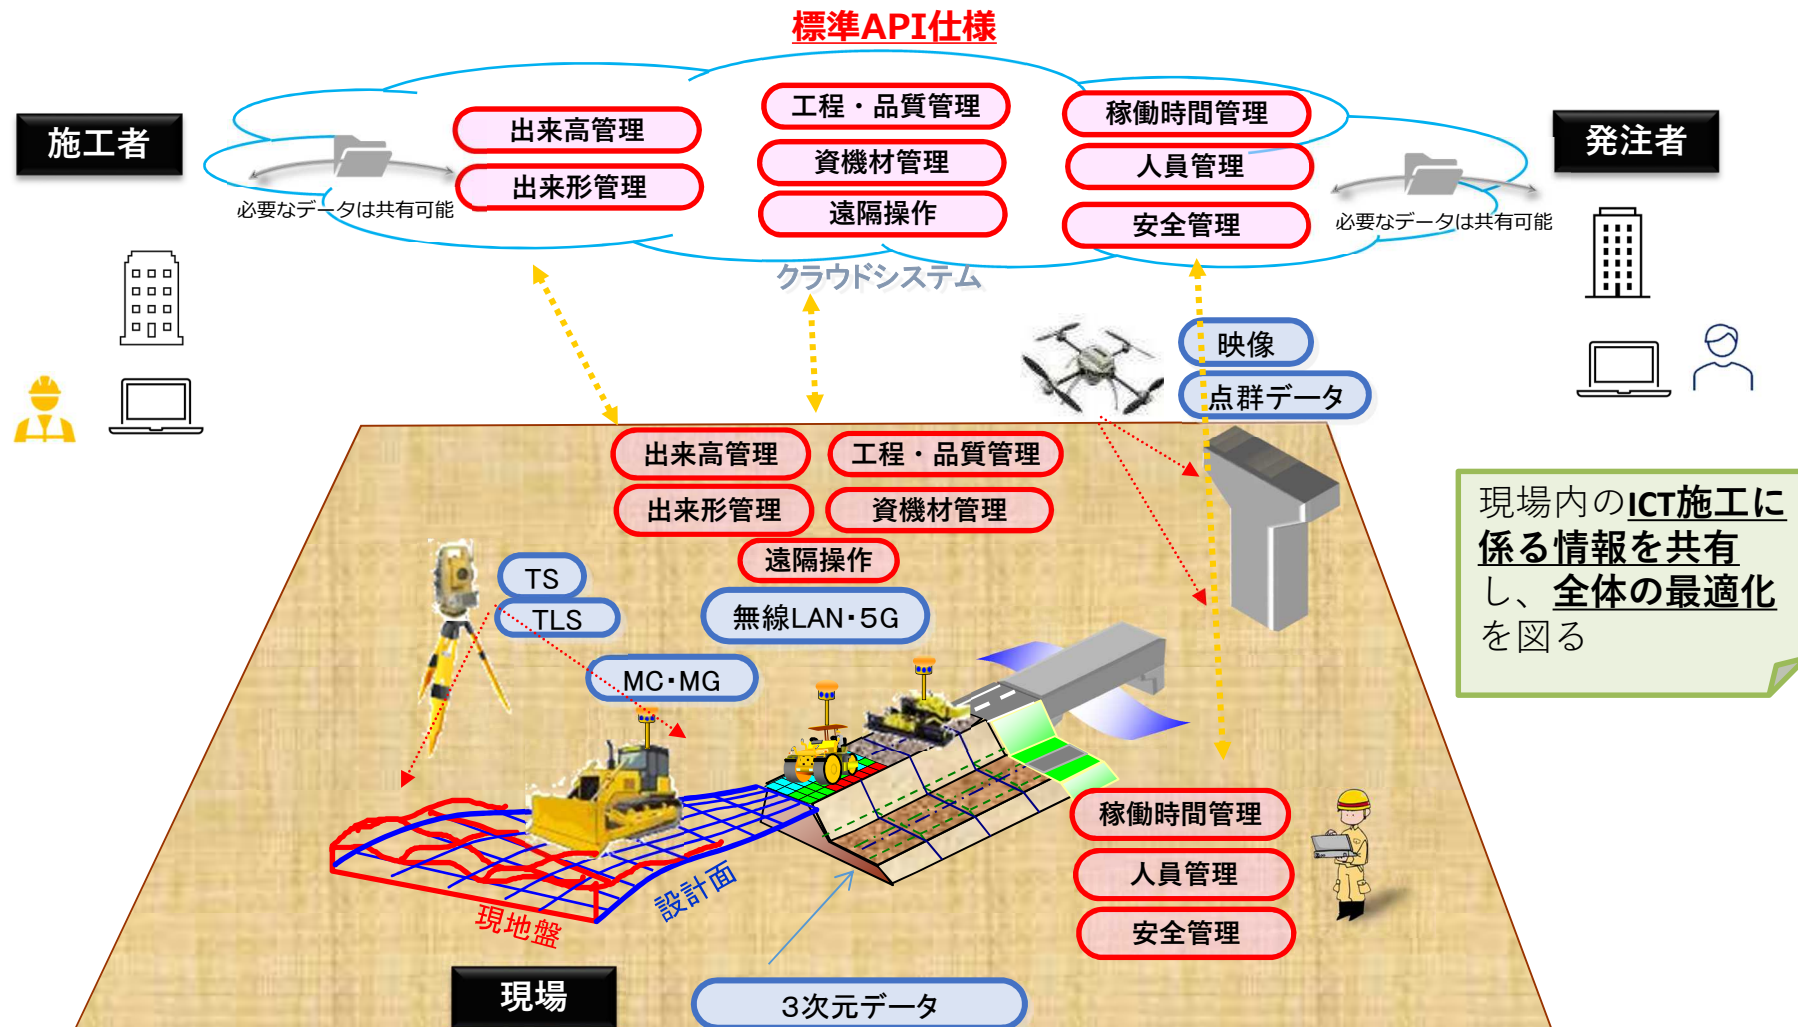 標準API仕様
施工者
発注者
出来高管理
出来形管理
工程・品質管理
資機材管理
遠隔操作
稼働時間管理
人員管理
安全管理
必要なデータは共有可能
必要なデータは共有可能
クラウドシステム
映像
点群データ
出来高管理
工程・品質管理
出来形管理
資機材管理
遠隔操作
TS
TLS
無線LAN・5G
MC・MG
現場内のICT施工に
係る情報を共有
し、全体の最適化
を図る
稼働時間管理
人員管理
安全管理
設計面
現地盤
現場
3次元データ